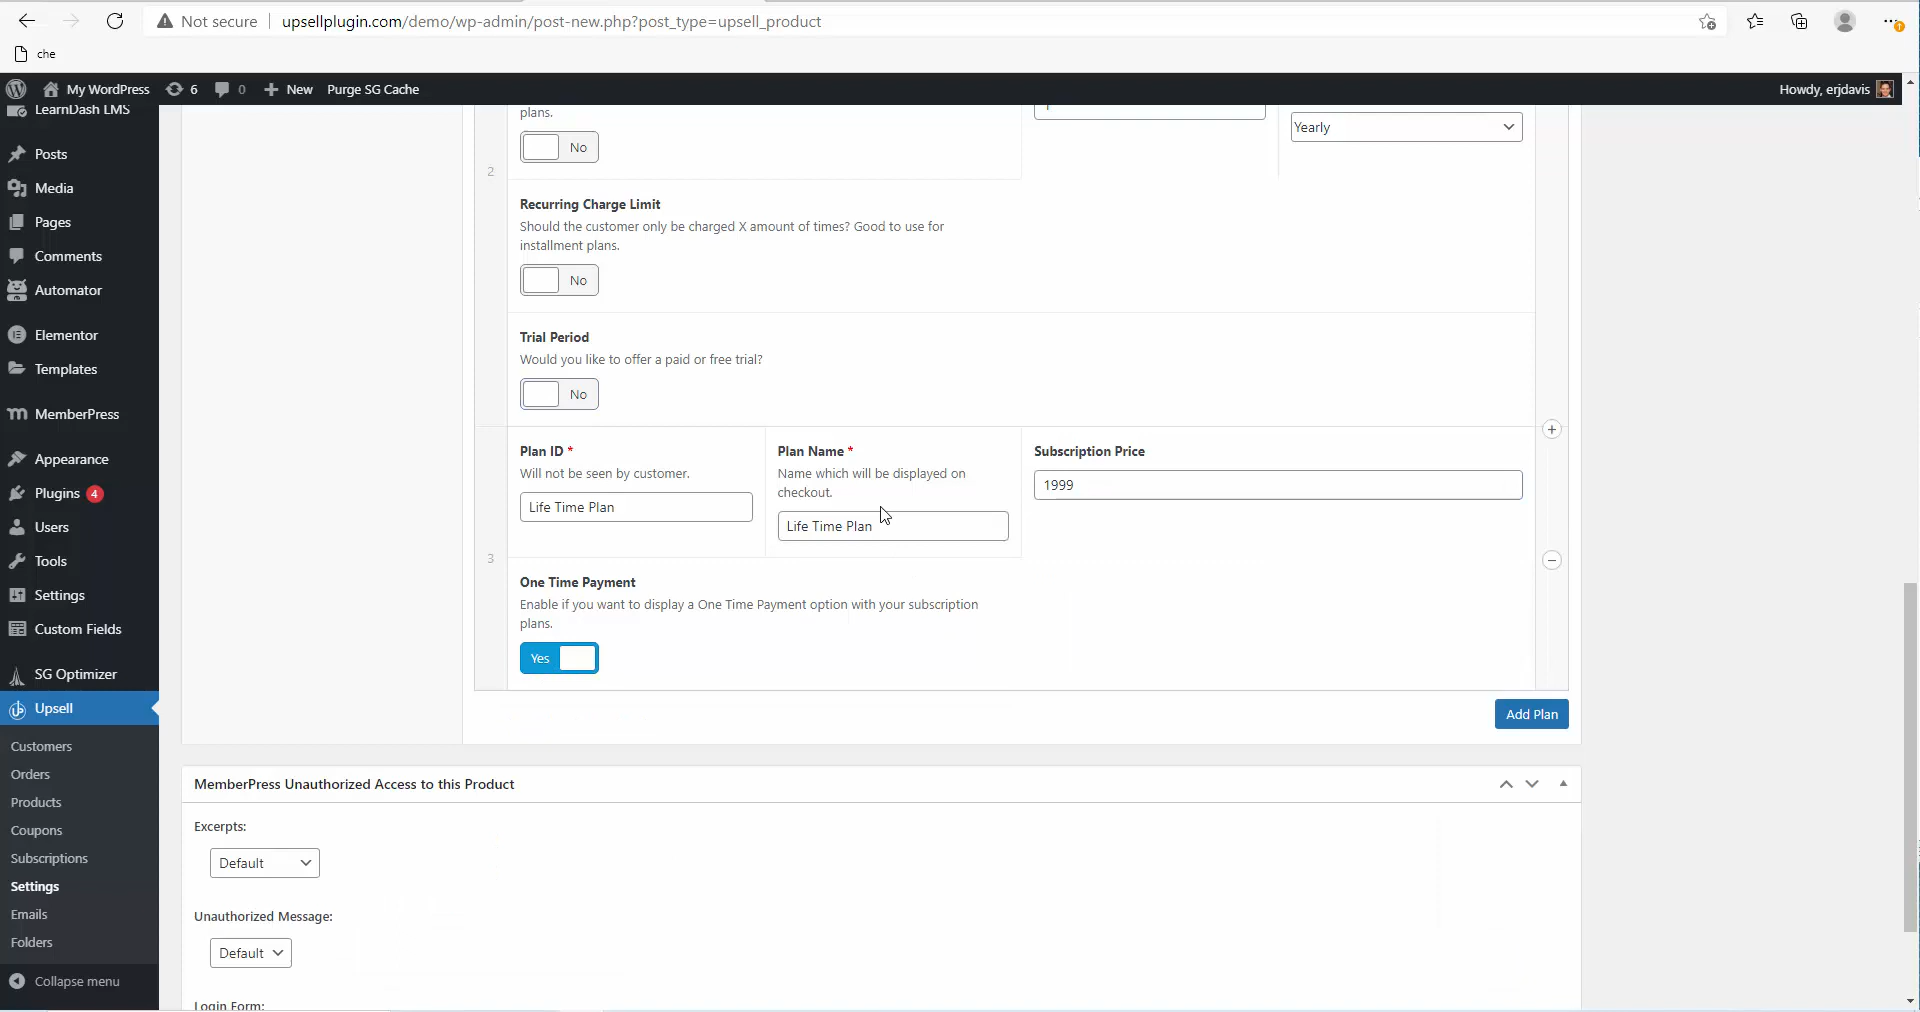 Not secure
upsellplugin.com/demo/wp-admin/post-new.php?post_type=upsell_product
che
My WordPress
6
0
New
Purge SG Cache
Howdy, erjdavis
LearnDash LMS
Posts
Media
Pages
Comments
Automator
Elementor
Templates
MemberPress
Appearance
Plugins 4
Users
Tools
Settings
Custom Fields
SG Optimizer
Upsell
Customers
Orders
Products
Coupons
Subscriptions
Settings
Emails
Folders
Collapse menu
plans.
No
Yearly
2
Recurring Charge Limit
Should the customer only be charged X amount of times? Good to use for
installment plans.
No
Trial Period
Would you like to offer a paid or free trial?
No
3
Plan ID *
Will not be seen by customer.
Life Time Plan
Plan Name *
Name which will be displayed on
checkout.
Life Time Plan
Subscription Price
1999
One Time Payment
Enable if you want to display a One Time Payment option with your subscription
plans.
Yes
Add Plan
MemberPress Unauthorized Access to this Product
Excerpts:
Default
Unauthorized Message:
Default
Login Form: